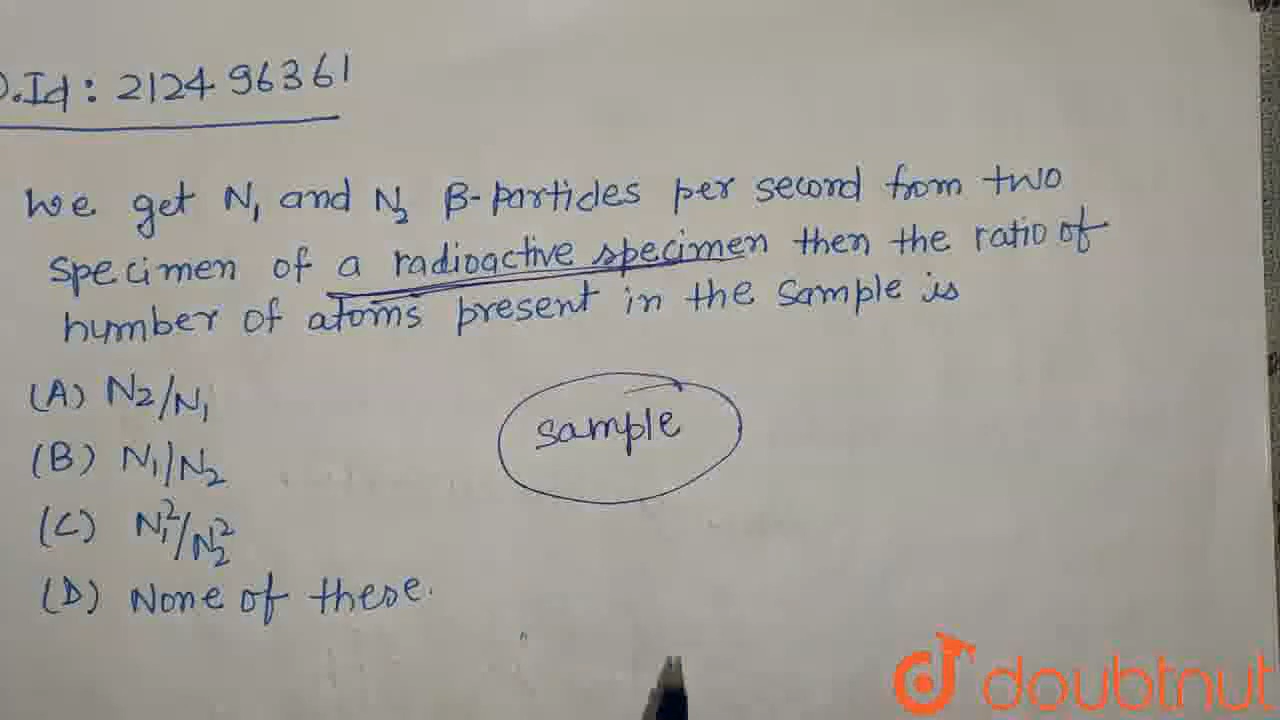 D.Id: 212496361
We get N₁ and N₂ β-particles per second from two
specimen of a radioactive specimen then the ratio of
number of atoms present in the sample is
(A) N2/N₁
(B) N₁/N₂
(C) N₁²/N₂²
(D) None of these.
sample
doubtnut